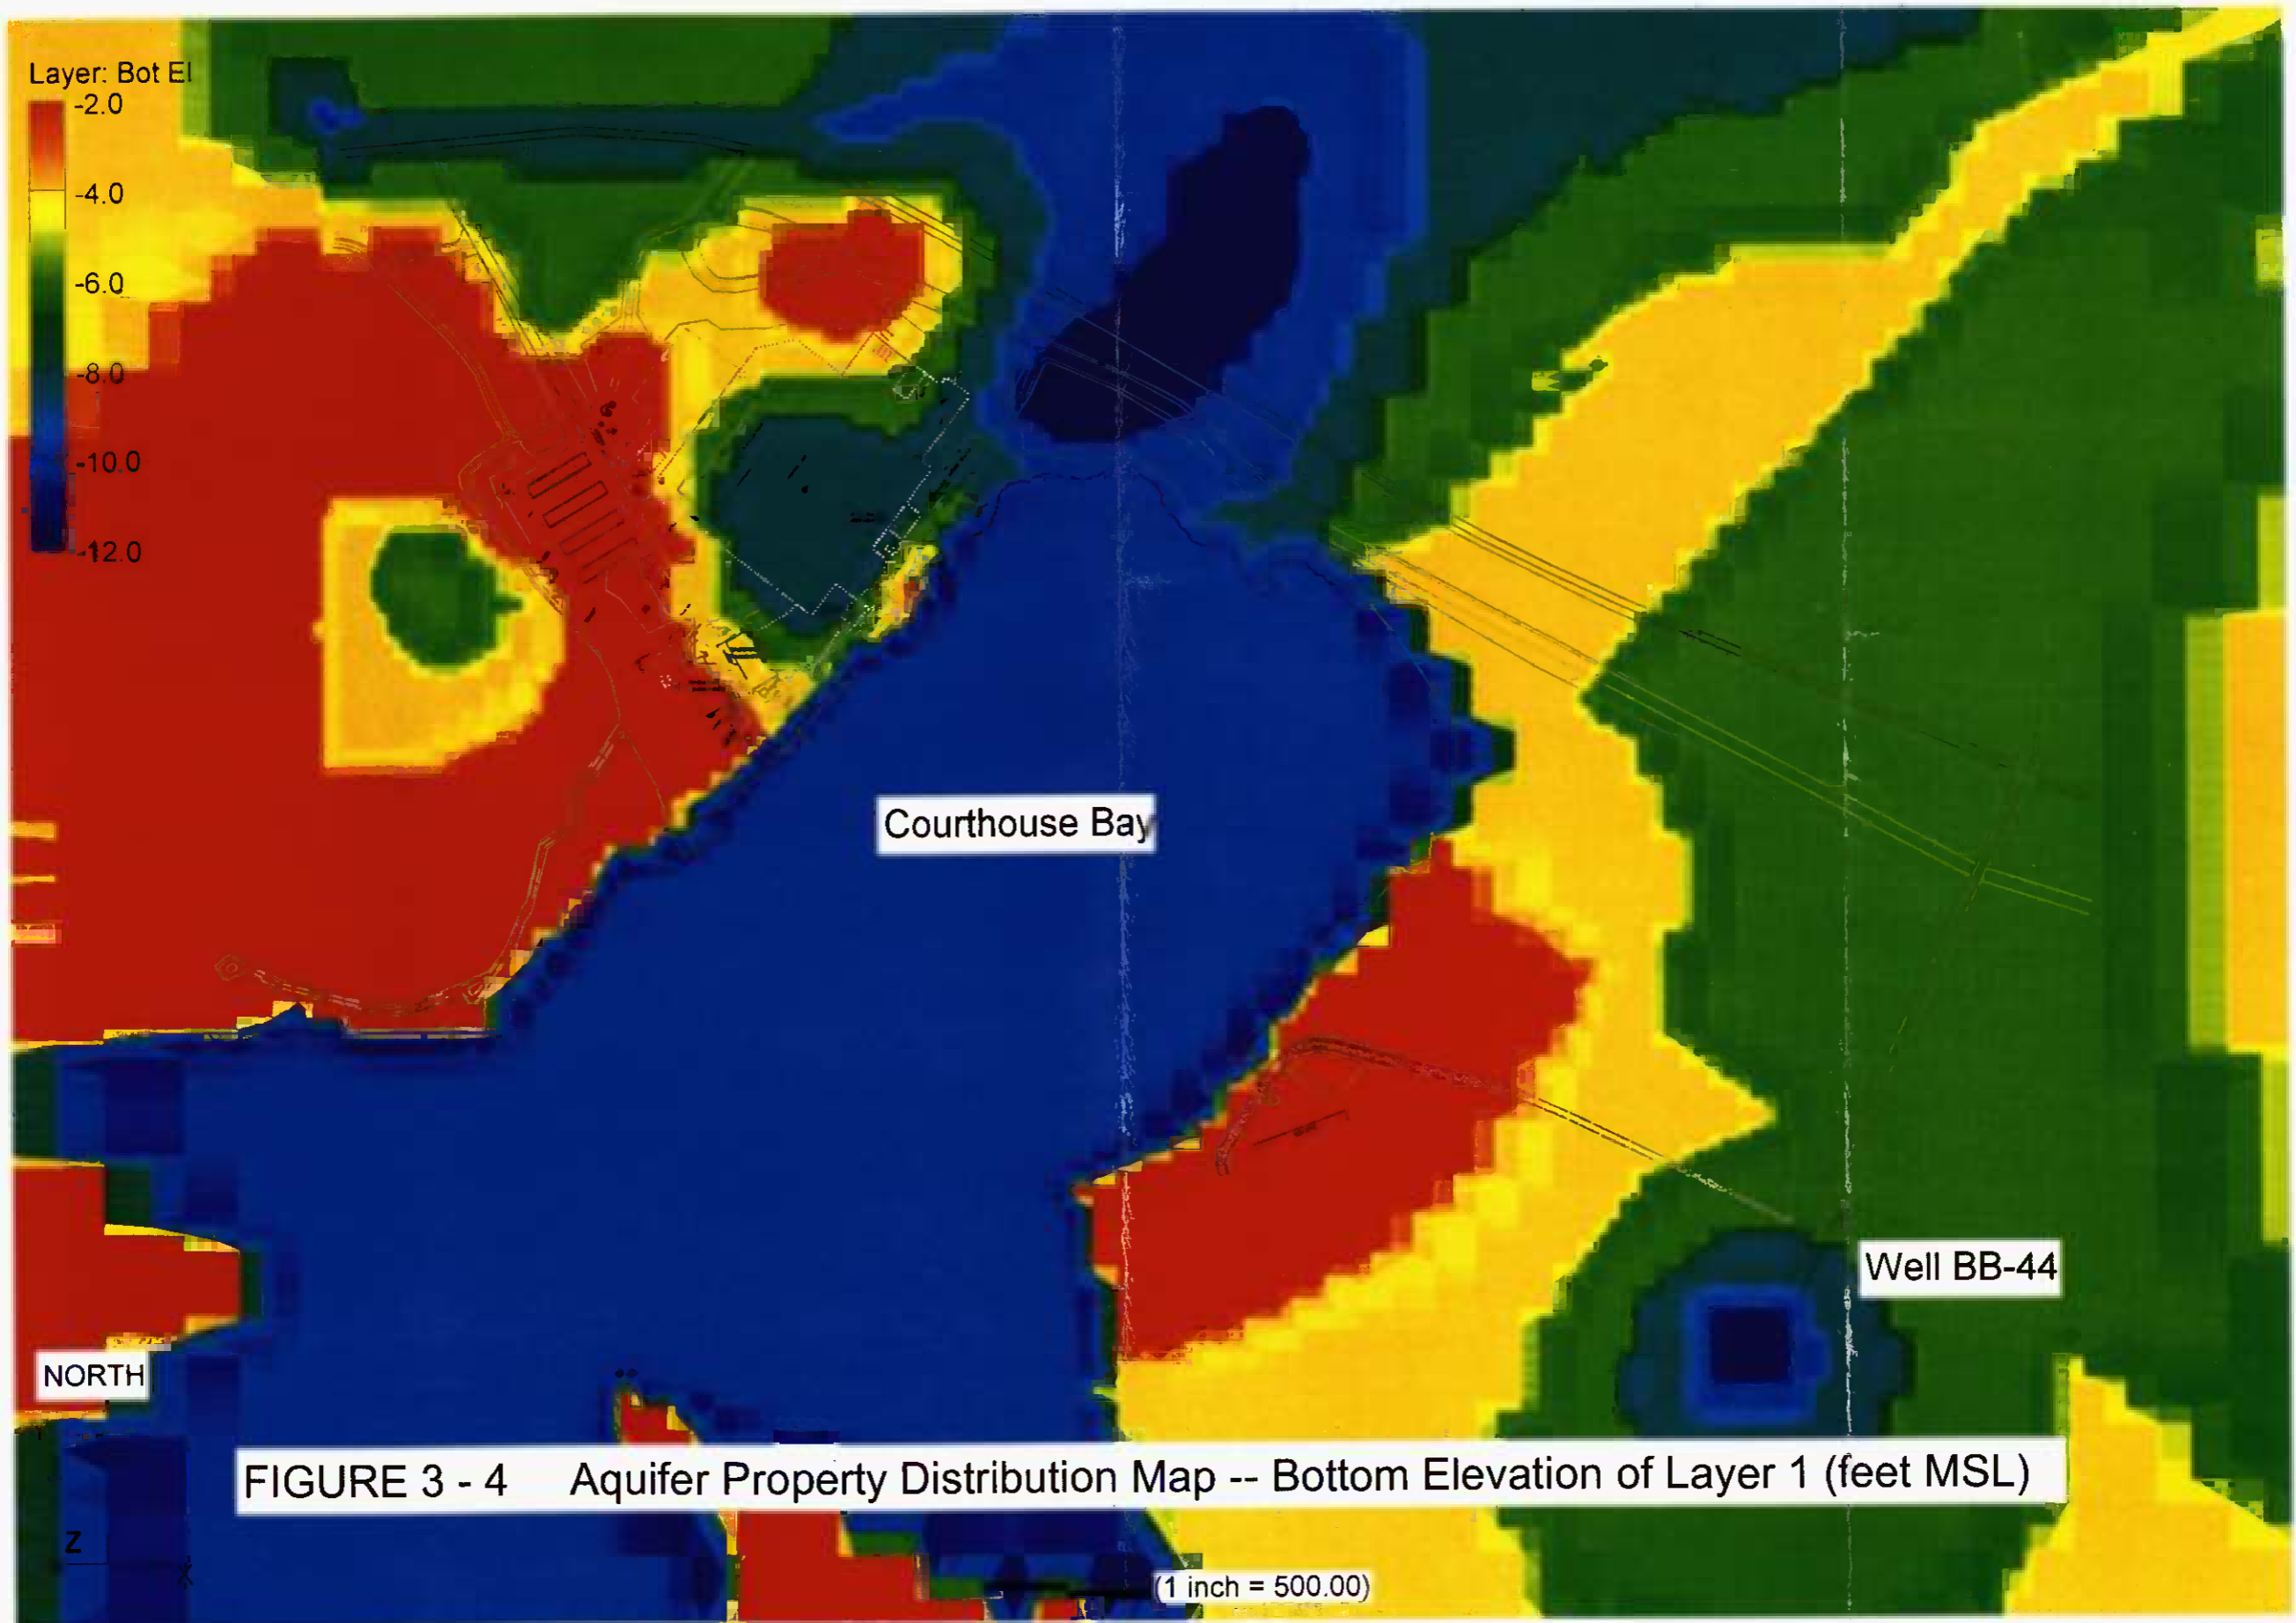 Layer: Bot El
-2.0
-4.0
-6.0
-8.0
-10.0
-12.0
Courthouse Bay
Well BB-44
NORTH
FIGURE 3 - 4 Aquifer Property Distribution Map -- Bottom Elevation of Layer 1 (feet MSL)
Z
X
(1 inch = 500.00)